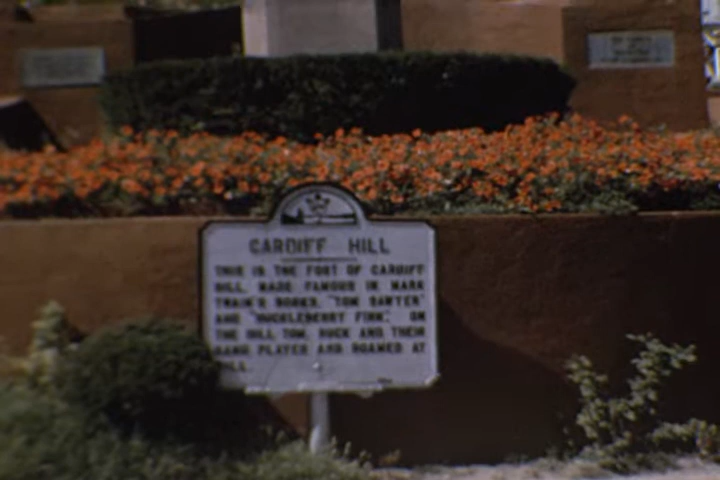 CARDIFF HILL
THIS IS THE FOOT OF CARDIFF
HILL, MADE FAMOUS IN MARK
TWAIN'S BOOKS, "TOM SAWYER"
AND "HUCKLEBERRY FINN". ON
THE HILL TOM, HUCK AND THEIR
GANG PLAYED AND ROAMED AT
WILL.